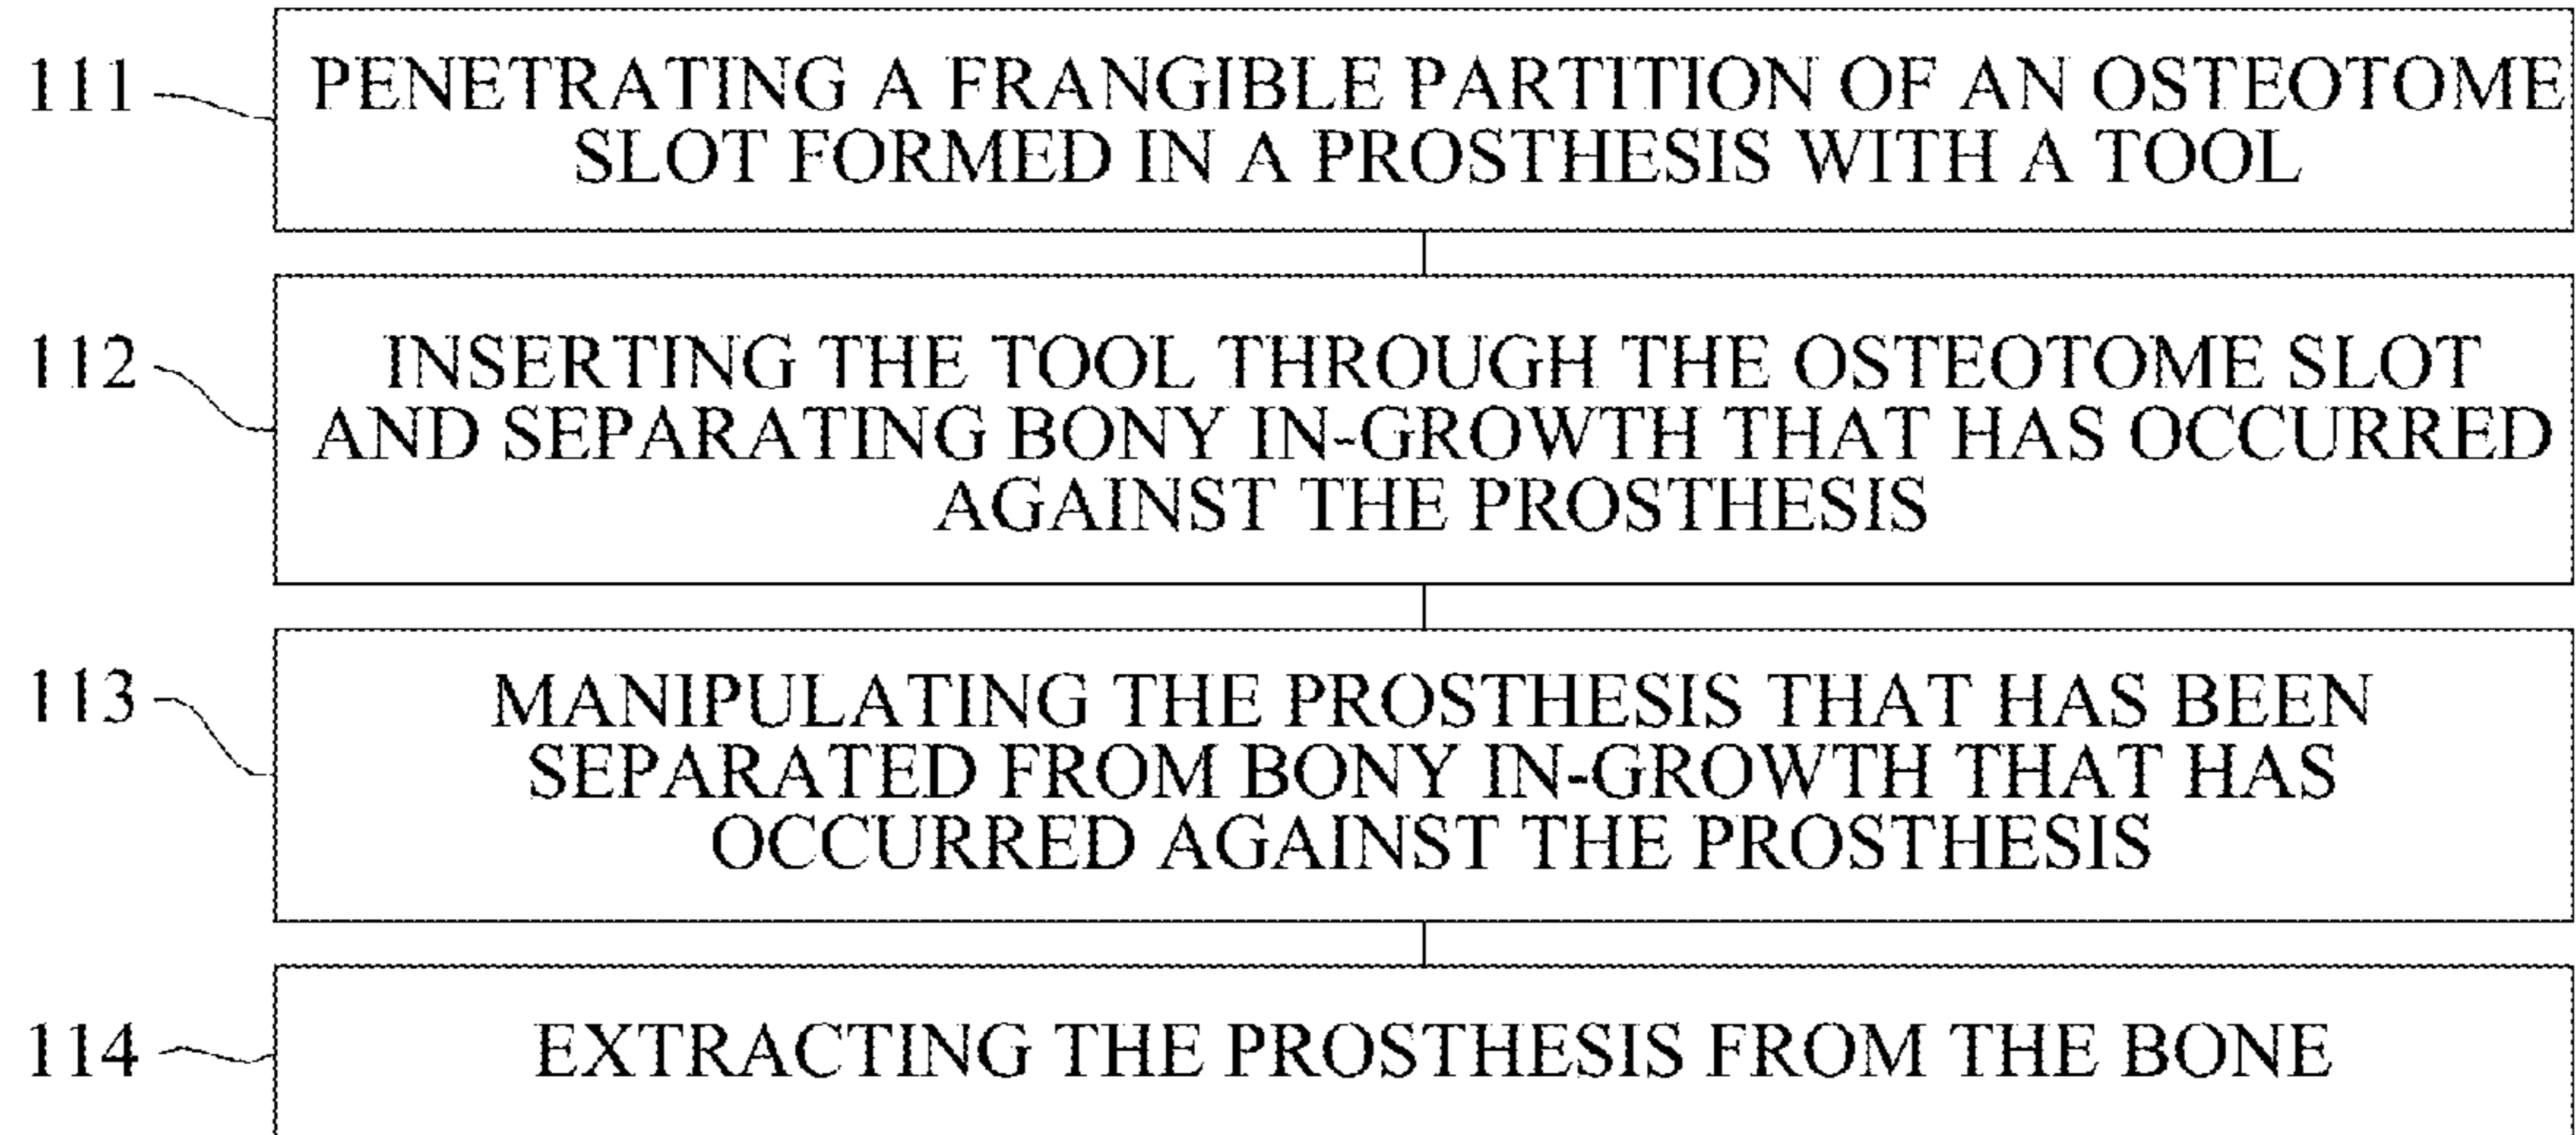 111 PENETRATING A FRANGIBLE PARTITION OF AN OSTEOTOME
SLOT FORMED IN A PROSTHESIS WITH A TOOL
112 INSERTING THE TOOL THROUGH THE OSTEOTOME SLOT
AND SEPARATING BONY IN-GROWTH THAT HAS OCCURRED
AGAINST THE PROSTHESIS
113 MANIPULATING THE PROSTHESIS THAT HAS BEEN
SEPARATED FROM BONY IN-GROWTH THAT HAS
OCCURRED AGAINST THE PROSTHESIS
114 EXTRACTING THE PROSTHESIS FROM THE BONE